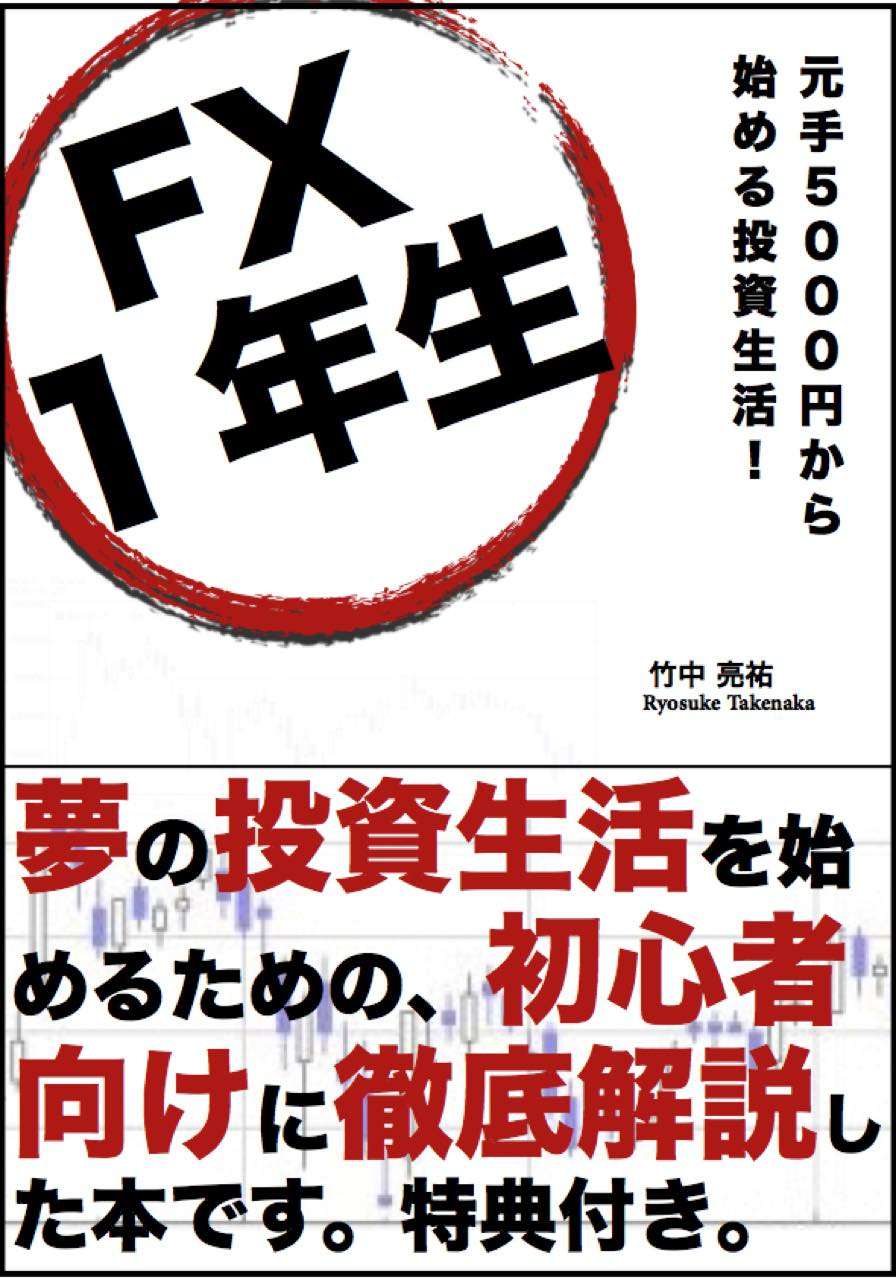 FX
1年生
元手5000円から
始める投資生活!
竹中 亮祐
Ryosuke Takenaka
夢の投資生活を始
めるための、初心者
向けに徹底解説し
た本です。特典付き。